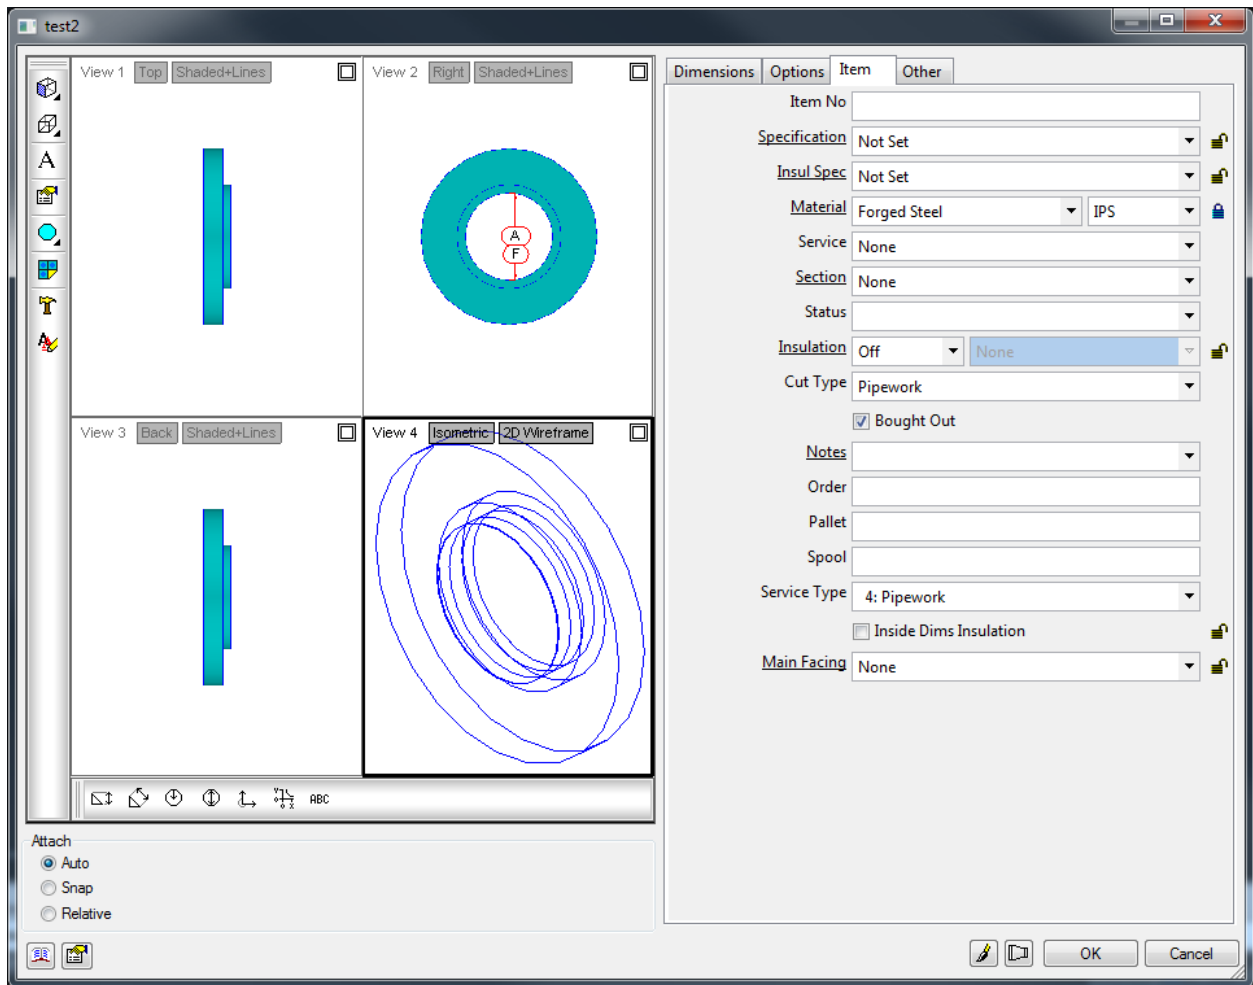 test2
View 1 Top Shaded+Lines
View 2 Right Shaded+Lines
A
F
View 3 Back Shaded+Lines
View 4 Isometric 2D Wireframe
A
ABC
Attach
Auto
Snap
Relative
Dimensions Options Item Other
Item No
Specification Not Set
Insul Spec Not Set
Material Forged Steel IPS
Service None
Section None
Status
Insulation Off None
Cut Type Pipework
Bought Out
Notes
Order
Pallet
Spool
Service Type 4: Pipework
Inside Dims Insulation
Main Facing None
OK Cancel